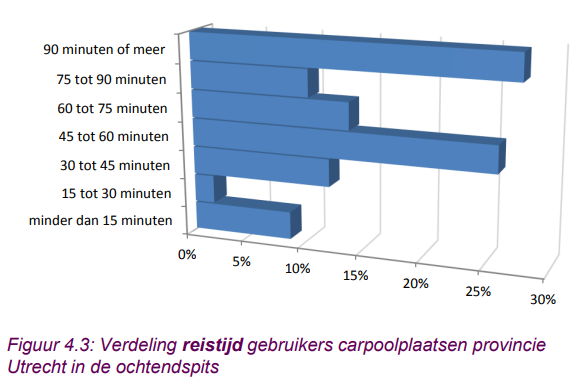 90 minuten of meer
75 tot 90 minuten
60 tot 75 minuten
45 tot 60 minuten
30 tot 45 minuten
15 tot 30 minuten
minder dan 15 minuten
0%
5%
10%
15%
20%
25%
30%
Figuur 4.3: Verdeling reistijd gebruikers carpoolplaatsen provincie
Utrecht in de ochtendspits